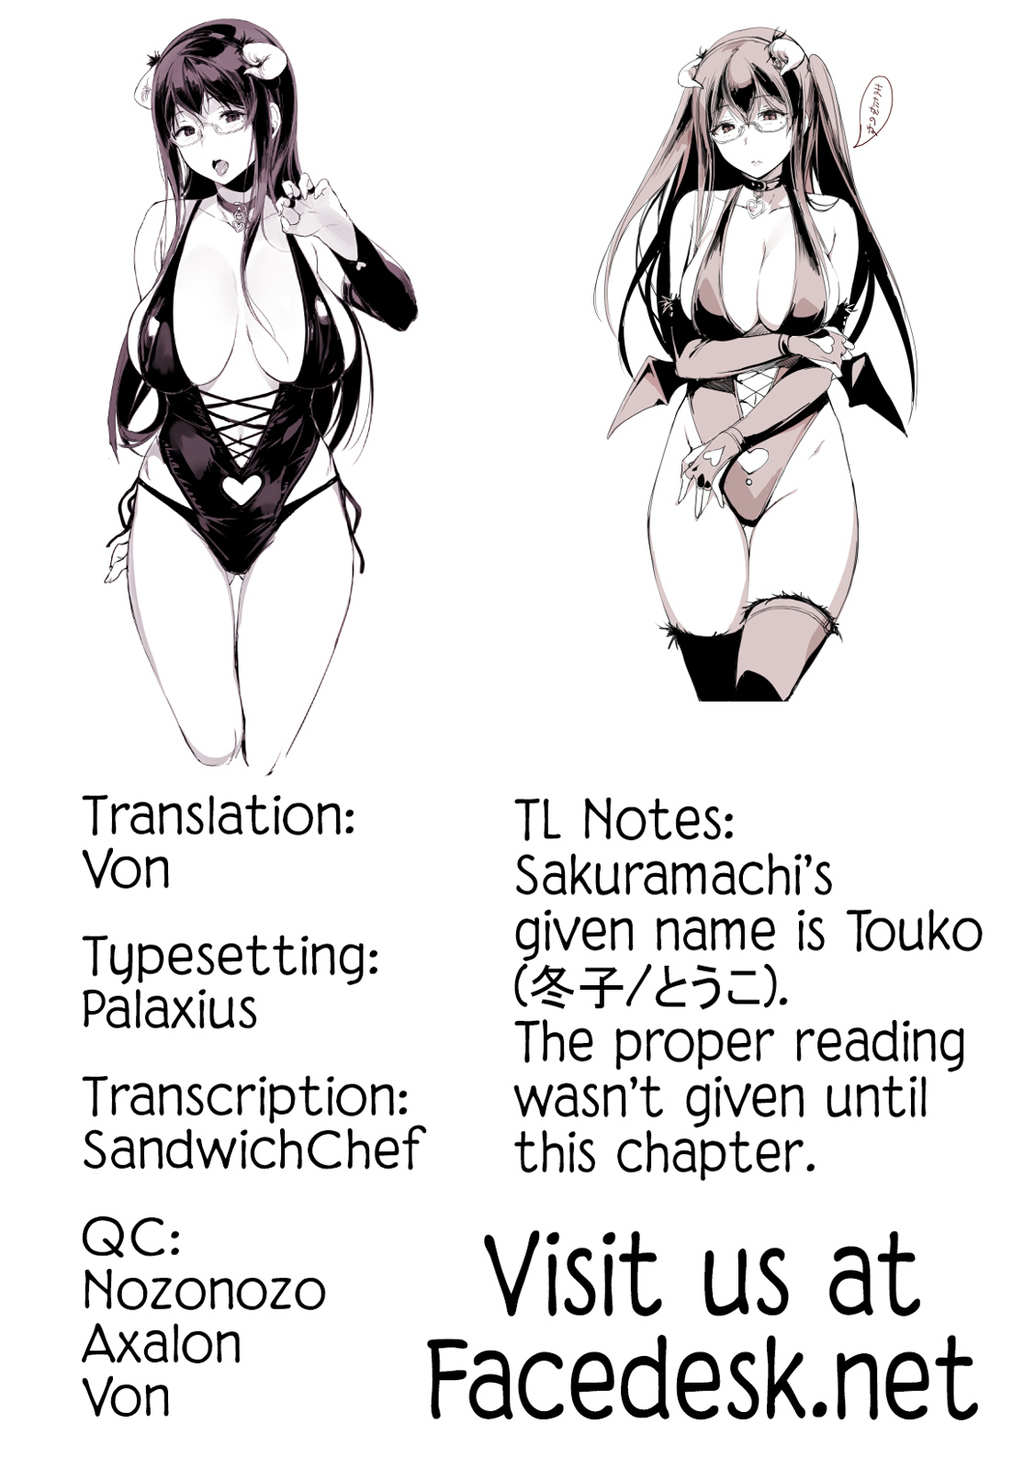 Translation:
Von
Typesetting:
Palaxius
Transcription:
SandwichChef
QC:
Nozonozo
Axalon
Von
TL Notes:
Sakuramachi's
given name is Touko
(冬子/とうこ).
The proper reading
wasn't given until
this chapter.
Visit us at
Facedesk.net